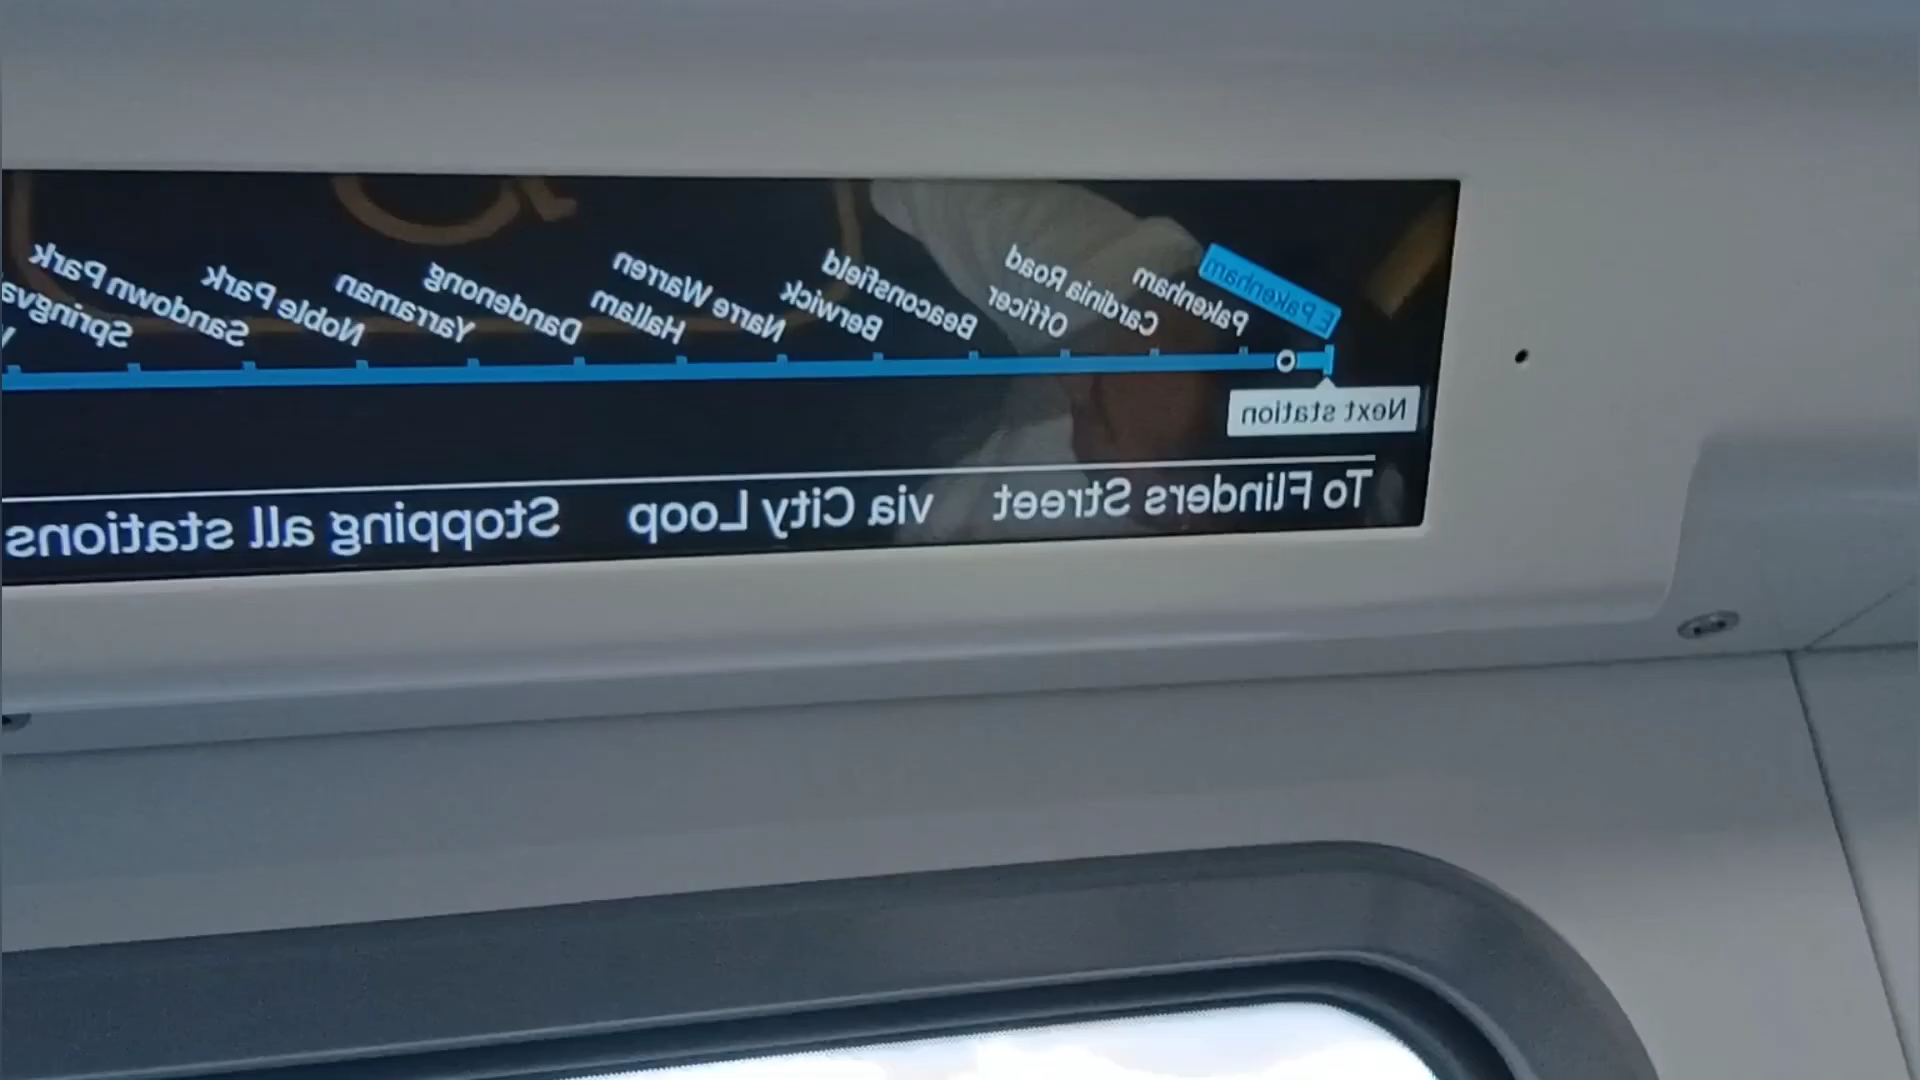 E Pakenham
Pakenham
Cardinia Road
Officer
Beaconsfield
Berwick
Narre Warren
Hallam
Dandenong
Yarraman
Noble Park
Sandown Park
Next station
To Flinders Street via City Loop Stopping all stations